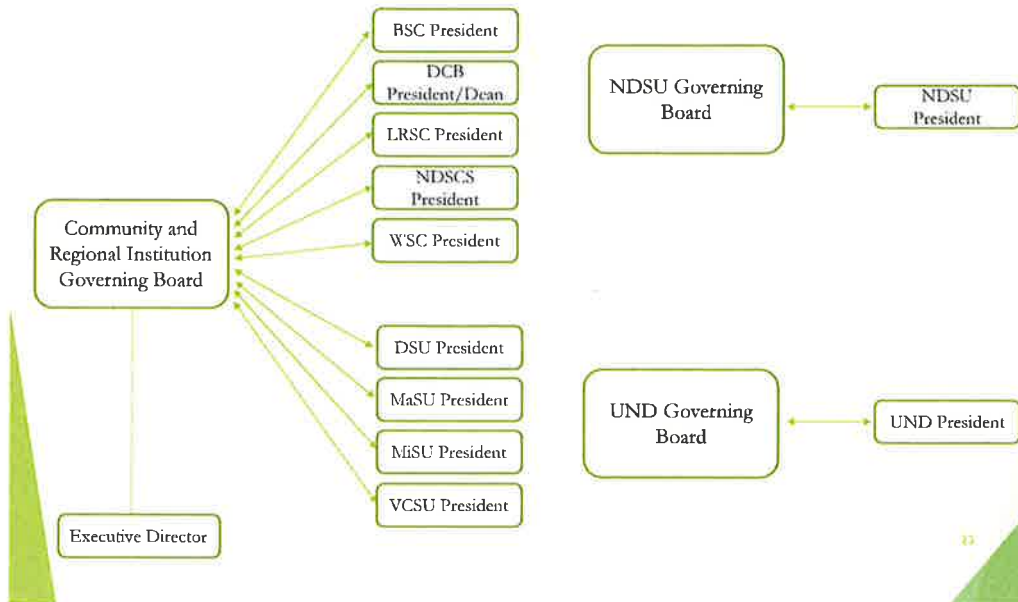 BSC President
DCB
President/Dean
LRSC President
NDSCS
President
WSC President
Community and
Regional Institution
Governing Board
DSU President
MaSU President
MiSU President
VCSU President
Executive Director
NDSU Governing
Board
NDSU
President
UND Governing
Board
UND President